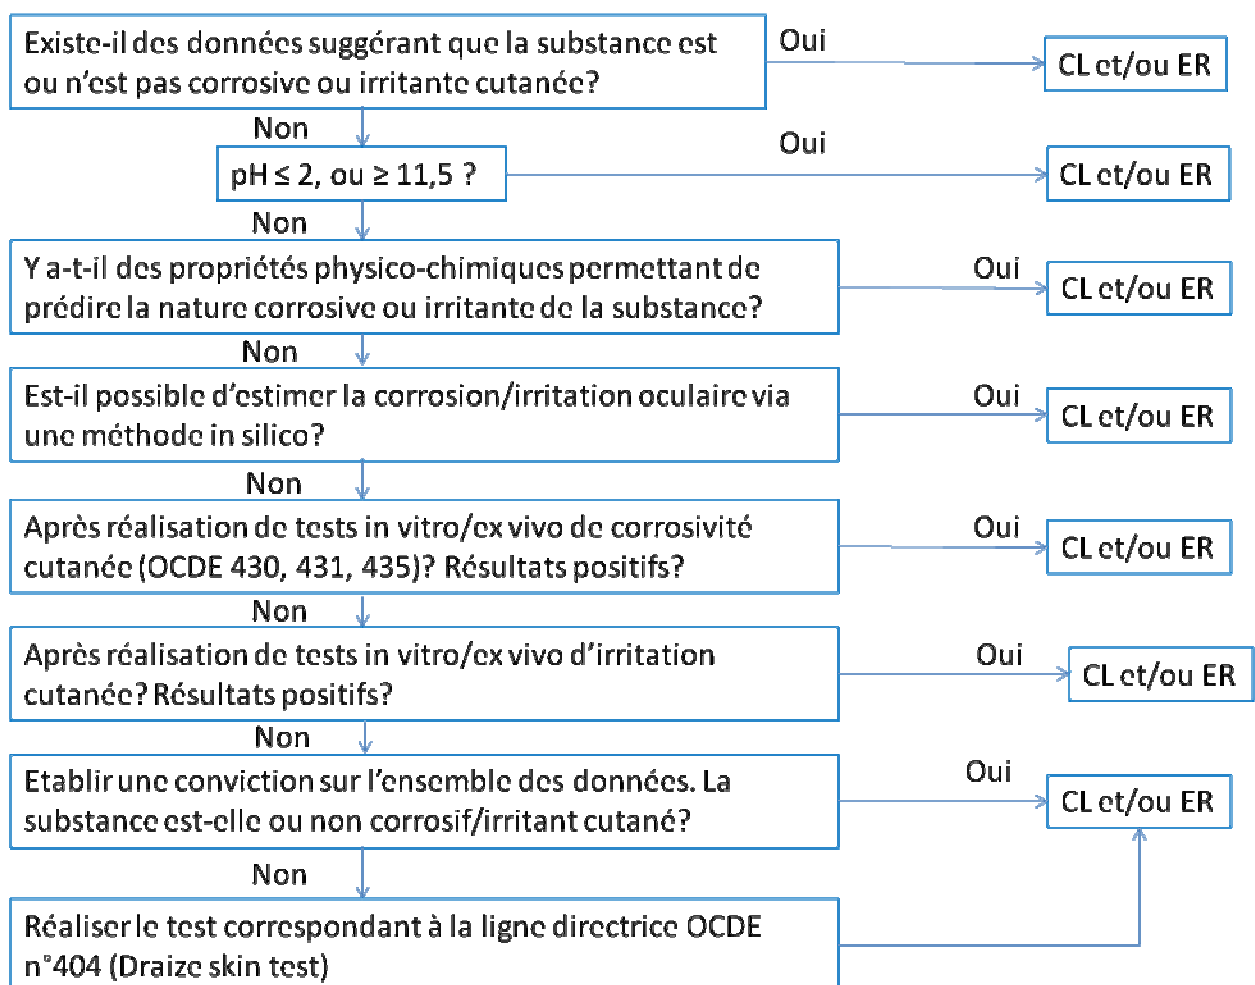 Existe-il des données suggérant que la substance est
ou n'est pas corrosive ou irritante cutanée?
Oui
CL et/ou ER
Non
pH ≤ 2, ou ≥ 11,5 ?
Oui
CL et/ou ER
Non
Y a-t-il des propriétés physico-chimiques permettant de
prédire la nature corrosive ou irritante de la substance?
Oui
CL et/ou ER
Non
Est-il possible d'estimer la corrosion/irritation oculaire via
une méthode in silico?
Oui
CL et/ou ER
Non
Après réalisation de tests in vitro/ex vivo de corrosivité
cutanée (OCDE 430, 431, 435)? Résultats positifs?
Oui
CL et/ou ER
Non
Après réalisation de tests in vitro/ex vivo d'irritation
cutanée? Résultats positifs?
Oui
CL et/ou ER
Non
Etablir une conviction sur l'ensemble des données. La
substance est-elle ou non corrosif/irritant cutané?
Oui
CL et/ou ER
Non
Réaliser le test correspondant à la ligne directrice OCDE
n°404 (Draize skin test)